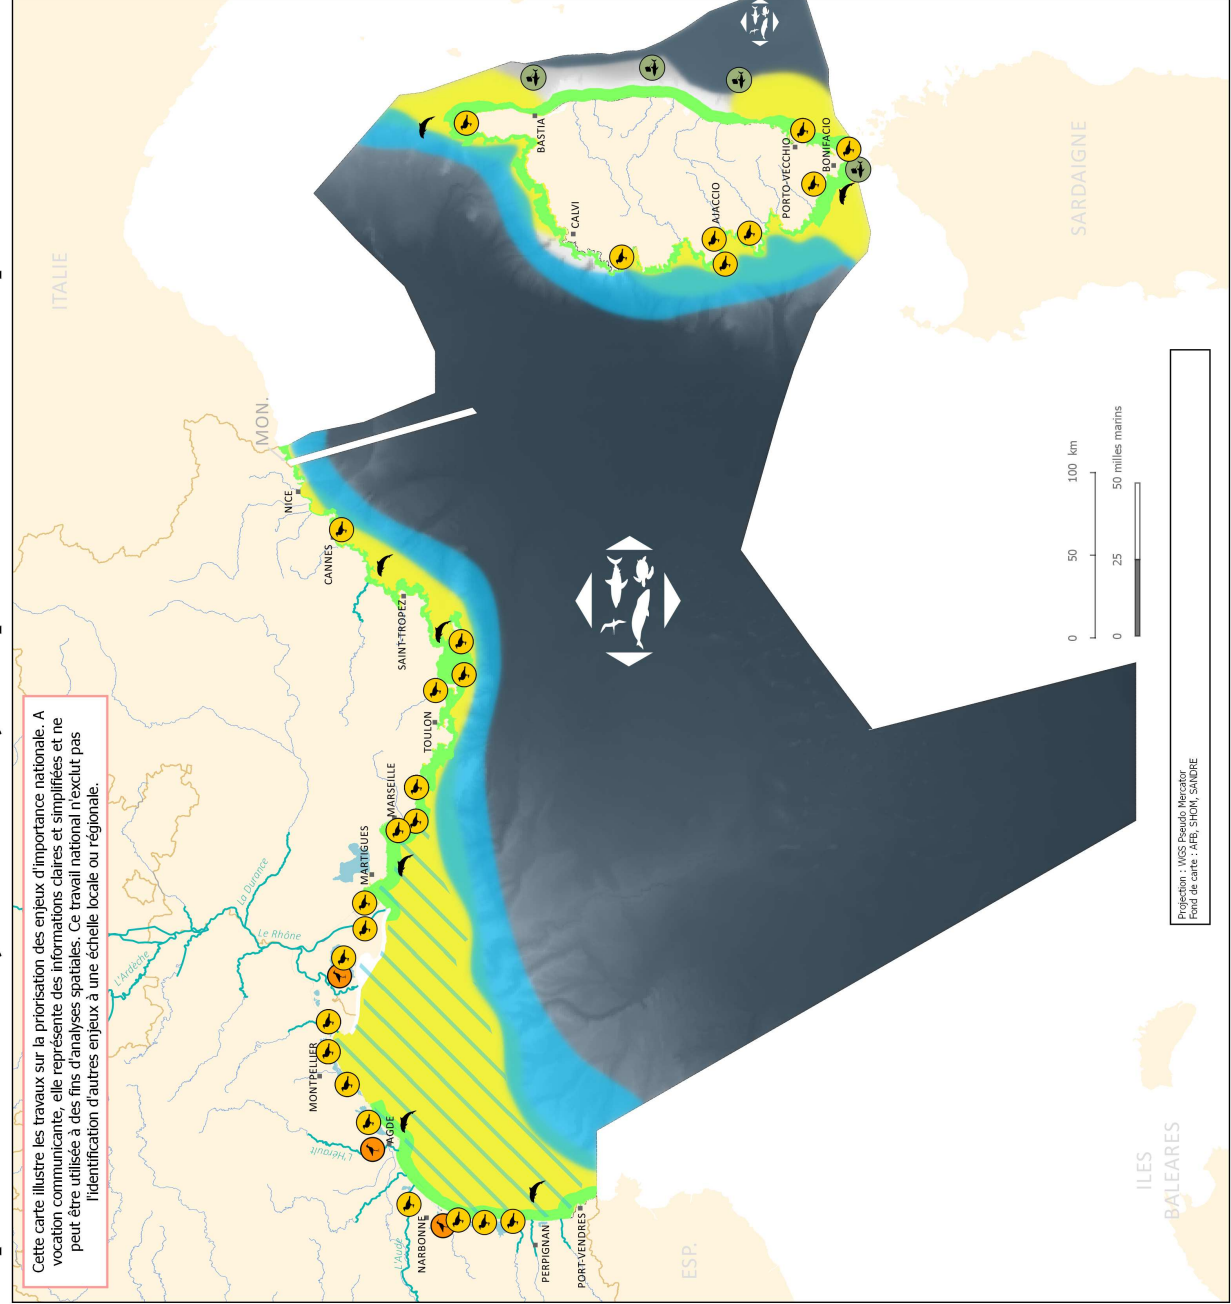 Cette carte illustre les travaux sur la priorisation des enjeux d'importance nationale. A
vocation communicante, elle représente des informations claires et simplifiées et ne
peut être utilisée à des fins d'analyses spatiales. Ce travail national n'exclut pas
l'identification d'autres enjeux à une échelle locale ou régionale.
ITALIE
MON.
NICE
CANNES
SAINT-TROPEZ
TOULON
MARSEILLE
MARTIGUES
La Durance
Le Rhône
L'Ardèche
MONTPELLIER
AGDE
L'Hérault
L'Aude
NARBONNE
PERPIGNAN
PORT-VENDRES
ESP.
ILES
BALEARES
BASTIA
CALVI
AJACCIO
PORTO-VECCHIO
BONIFACIO
SARDAIGNE
0 50 100 km
0 25 50 milles marins
Projection : WGS Pseudo Mercator
Fond de carte : AFB, SHOM, SANDRE